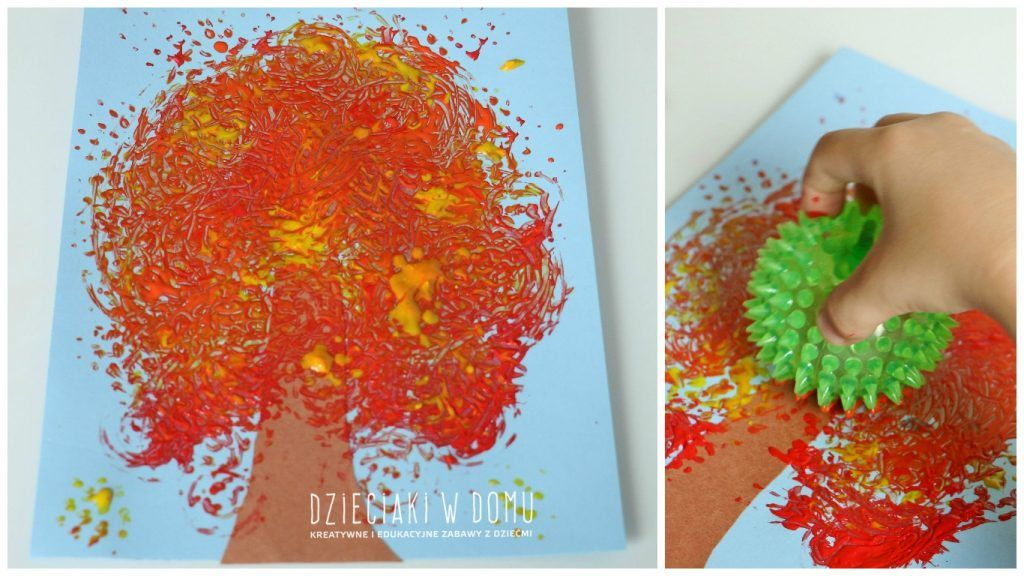 DZIECIAKI W DOMU
KREATYWNE I EDUKACYJNE ZABAWY Z DZIEĆMI